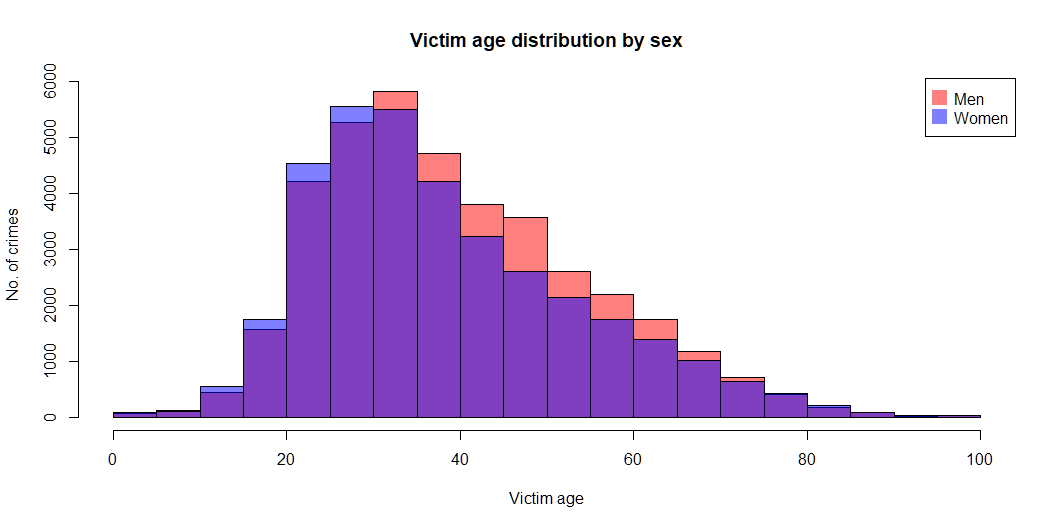 Victim age distribution by sex
Men
Women
No. of crimes
6000
5000
4000
3000
2000
1000
0
0 20 40 60 80 100
Victim age